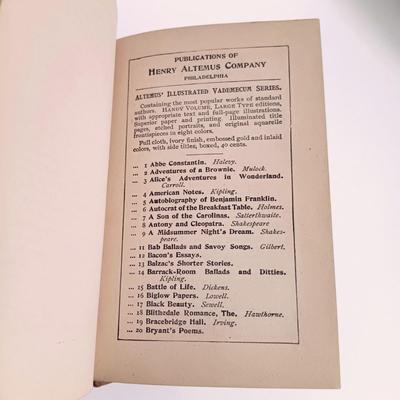 PUBLICATIONS OF
HENRY ALTEMUS COMPANY
PHILADELPHIA
ALTEMUS' ILLUSTRATED VADEMECUM SERIES.
Containing the most popular works of standard
authors. HANDY VOLUME, LARGE TYPE editions,
with appropriate text and full-page illustrations.
Superior paper and printing. Illuminated title
pages, etched portraits, and original aquarelle
frontispieces in eight colors.
Full cloth, ivory finish, embossed gold and inlaid
colors, with side titles, boxed, 40 cents.
... 1 Abbe Constantin. Halevy.
... 2 Adventures of a Brownie. Mulock.
... 3 Alice's Adventures in Wonderland.
Carroll.
... 4 American Notes. Kipling.
... 5 Autobiography of Benjamin Franklin.
... 6 Autocrat of the Breakfast Table. Holmes.
... 7 A Son of the Carolinas. Satterthwaite.
... 8 Antony and Cleopatra. Shakespeare
... 9 A Midsummer Night's Dream. Shakes-
peare.
... 11 Bab Ballads and Savoy Songs. Gilbert.
... 12 Bacon's Essays.
... 13 Balzac's Shorter Stories.
... 14 Barrack-Room Ballads and Ditties.
Kipling.
... 15 Battle of Life. Dickens.
... 16 Biglow Papers. Lowell.
... 17 Black Beauty. Sewell.
... 18 Blithedale Romance, The. Hawthorne.
... 19 Bracebridge Hall. Irving.
... 20 Bryant's Poems.